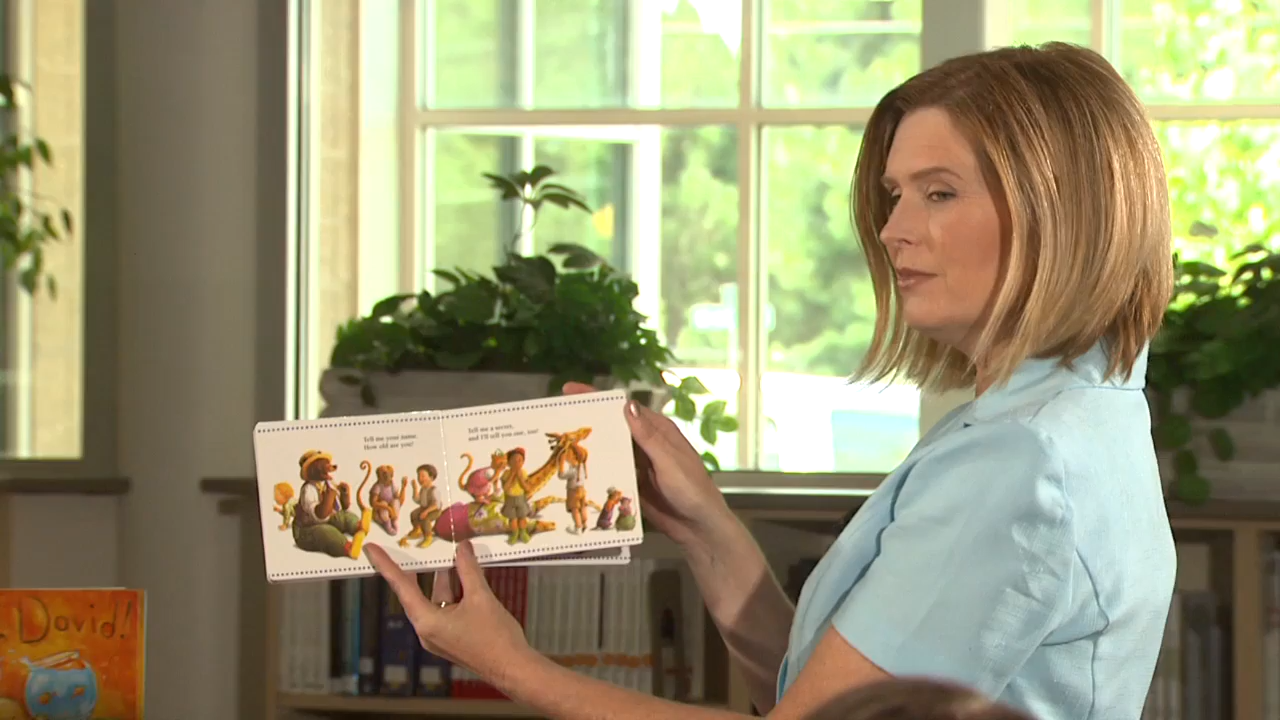 Tell me your name.
How old are you?
Tell me a secret,
and I'll tell you one, too!
David!